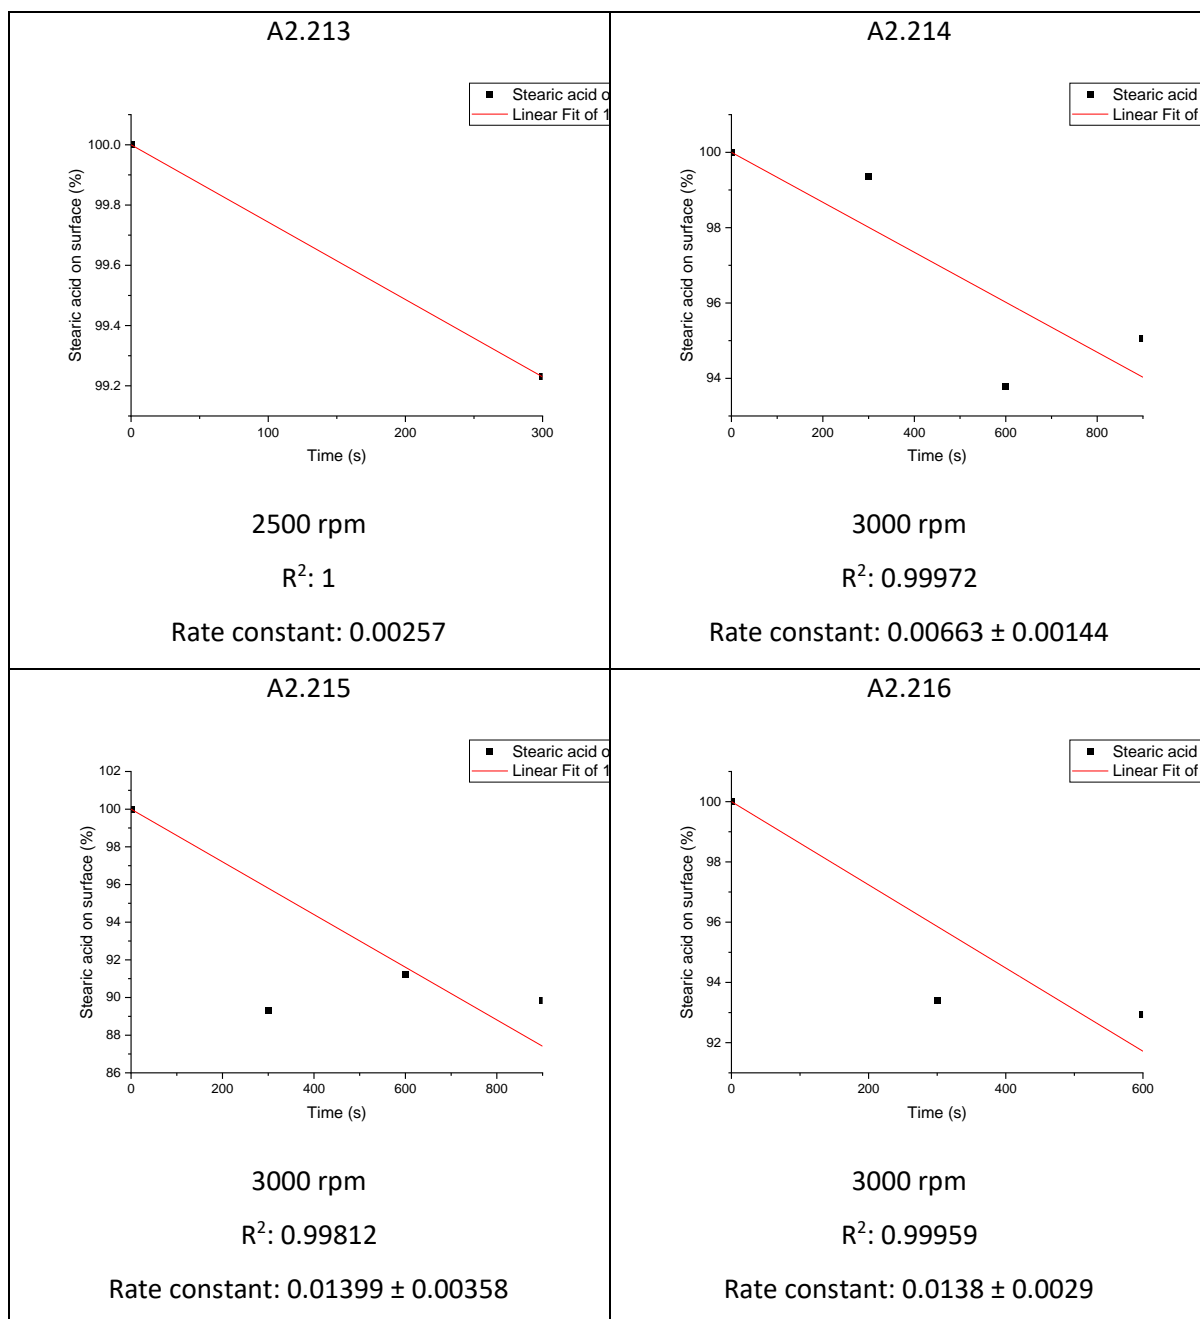 A2.213
Stearic acid o
Linear Fit of 1
100.0
99.8
99.6
99.4
99.2
Stearic acid on surface (%)
0 100 200 300
Time (s)
2500 rpm
R²: 1
Rate constant: 0.00257
A2.214
Stearic acid
Linear Fit of
100
98
96
94
Stearic acid on surface (%)
0 200 400 600 800
Time (s)
3000 rpm
R²: 0.99972
Rate constant: 0.00663 ± 0.00144
A2.215
Stearic acid o
Linear Fit of 1
102
100
98
96
94
92
90
88
86
Stearic acid on surface (%)
0 200 400 600 800
Time (s)
3000 rpm
R²: 0.99812
Rate constant: 0.01399 ± 0.00358
A2.216
Stearic acid
Linear Fit of
100
98
96
94
92
Stearic acid on surface (%)
0 200 400 600
Time (s)
3000 rpm
R²: 0.99959
Rate constant: 0.0138 ± 0.0029